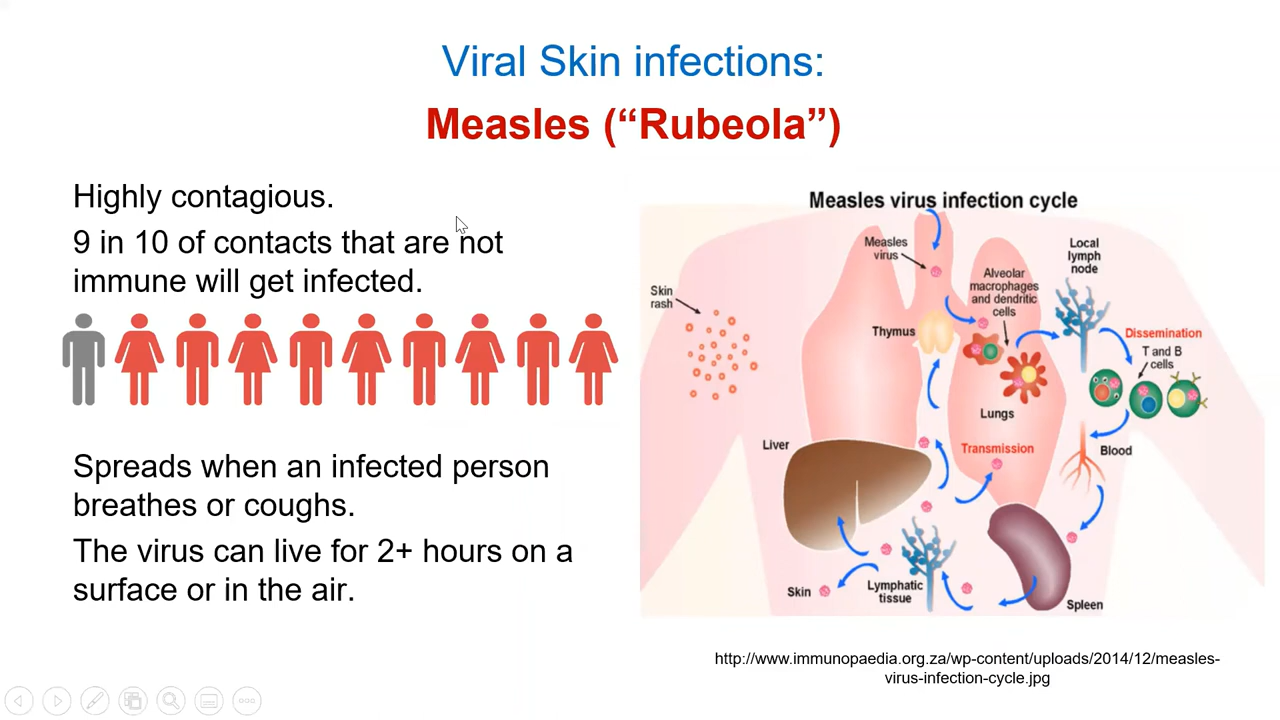 Viral Skin infections:
Measles (“Rubeola”)
Highly contagious.
9 in 10 of contacts that are not
immune will get infected.
Spreads when an infected person
breathes or coughs.
The virus can live for 2+ hours on a
surface or in the air.
Measles virus infection cycle
Measles
virus
Local
lymph
node
Alveolar
macrophages
and dendritic
cells
Skin
rash
Thymus
Dissemination
T and B
cells
Lungs
Liver
Transmission
Blood
Skin
Lymphatic
tissue
Spleen
http://www.immunopaedia.org.za/wp-content/uploads/2014/12/measles-
virus-infection-cycle.jpg